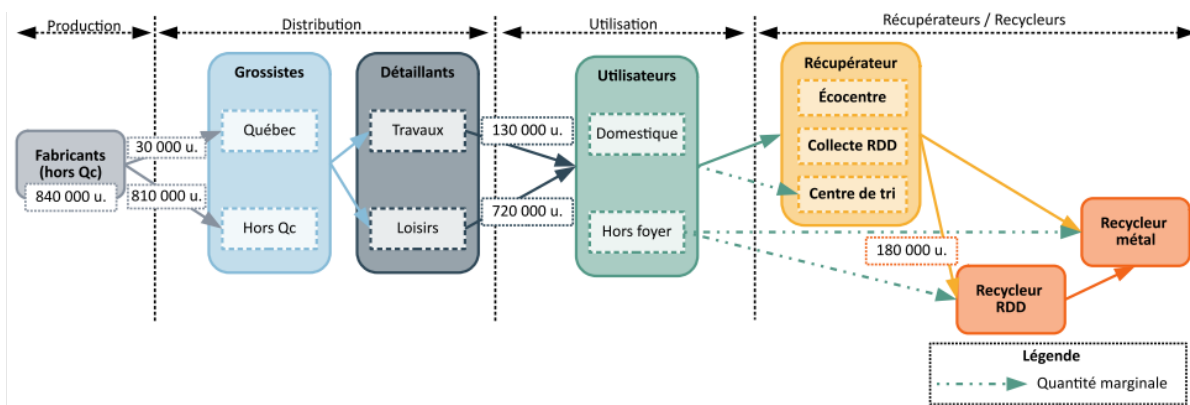 Production
Distribution
Utilisation
Récupérateurs / Recycleurs
Grossistes
Détaillants
Utilisateurs
Récupérateur
Écocentre
Québec
Travaux
130 000 u.
Domestique
Collecte RDD
30 000 u.
Fabricants
(hors Qc)
840 000 u.
810 000 u.
Centre de tri
720 000 u.
Hors Qc
Loisirs
Hors foyer
Recycleur
métal
180 000 u.
Recycleur
RDD
Légende
Quantité marginale